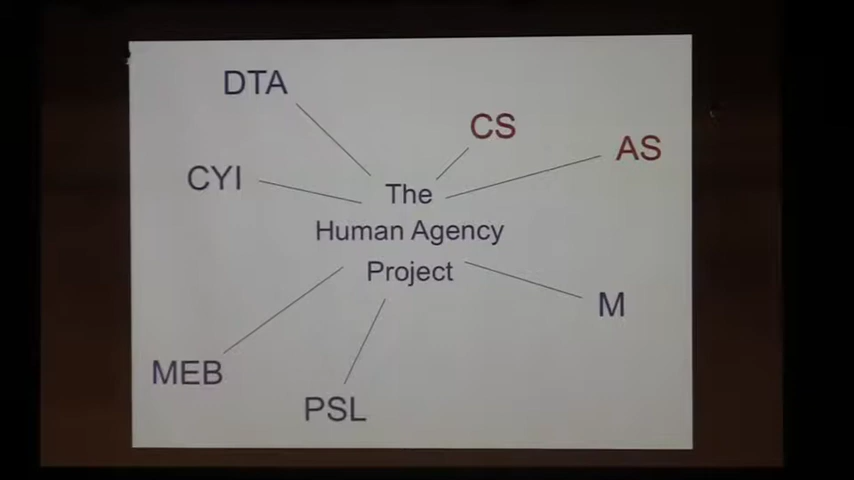 DTA
CS
AS
CYI
The
Human Agency
Project
M
MEB
PSL